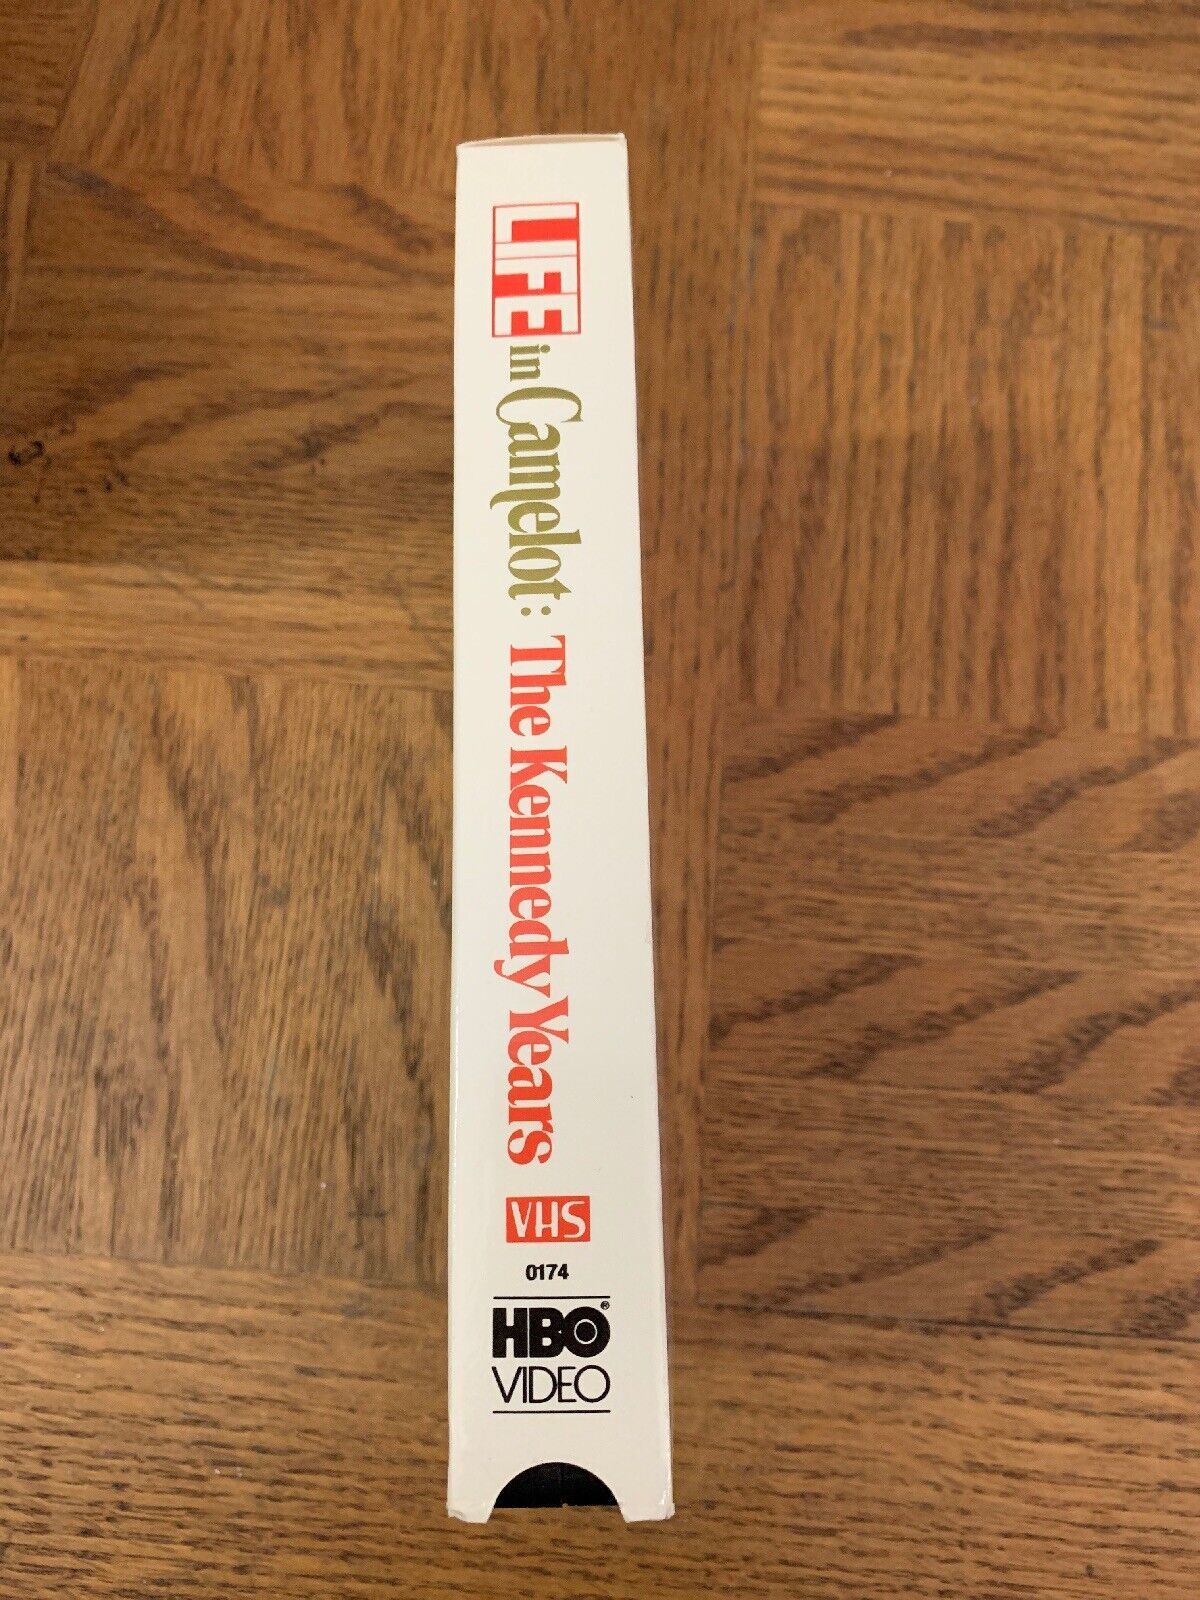 LIFE in Camelot: The Kennedy Years
VHS
0174
HBO®
VIDEO